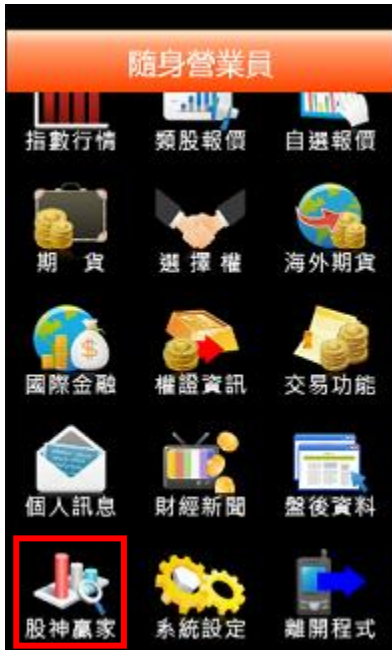 隨身營業員
指數行情 類股報價 自選報價
期 貨 選 擇 權 海外期貨
國際金融 權證資訊 交易功能
個人訊息 財經新聞 盤後資料
股神贏家 系統設定 離開程式